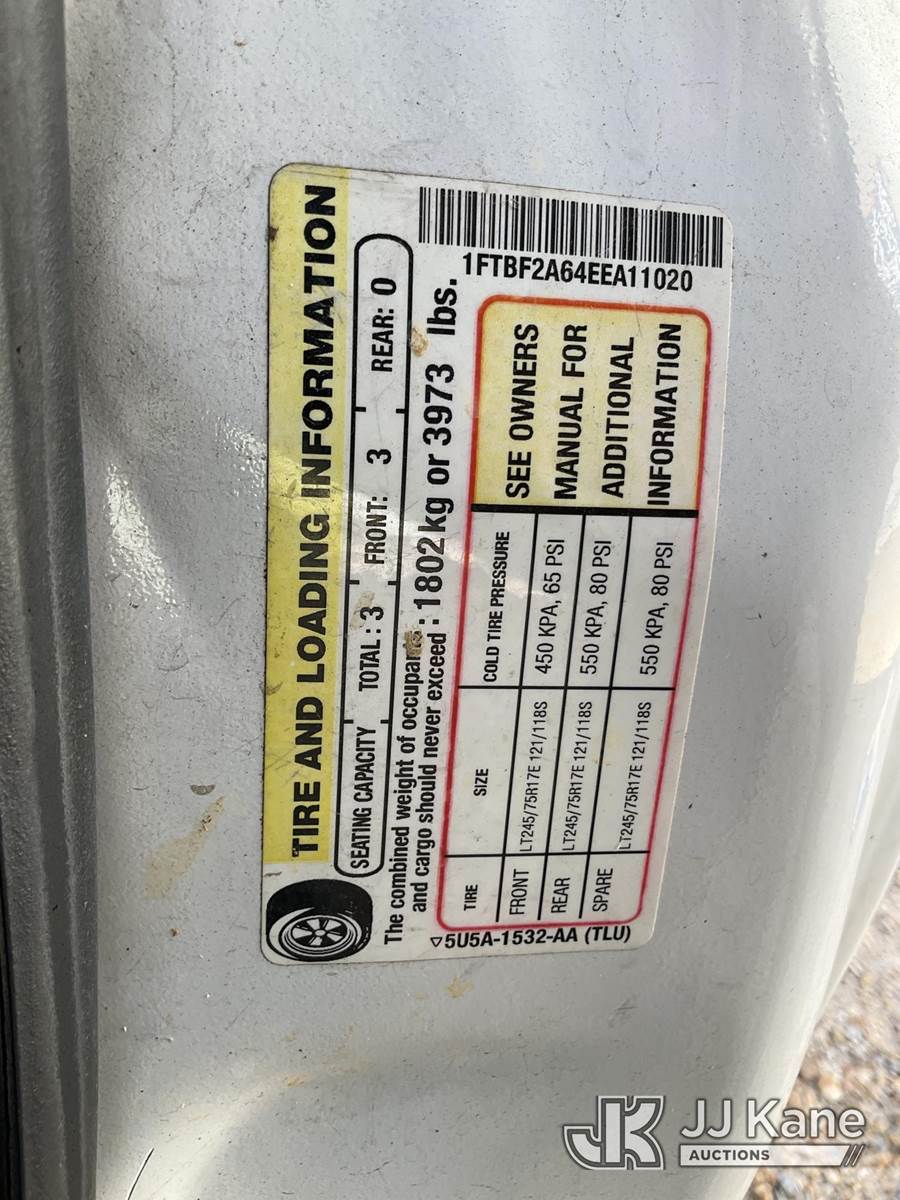 TIRE AND LOADING INFORMATION
SEATING CAPACITY TOTAL: 3 FRONT: 3 REAR: 0
The combined weight of occupants
and cargo should never exceed : 1802 kg or 3973 lbs.
TIRE SIZE COLD TIRE PRESSURE
FRONT LT245/75R17E 121/118S 450 KPA, 65 PSI
REAR LT245/75R17E 121/118S 550 KPA, 80 PSI
SPARE LT245/75R17E 121/118S 550 KPA, 80 PSI
SEE OWNERS
MANUAL FOR
ADDITIONAL
INFORMATION
5U5A-1532-AA (TLU)
1FTBF2A64EEA11020
JK JJ Kane
AUCTIONS